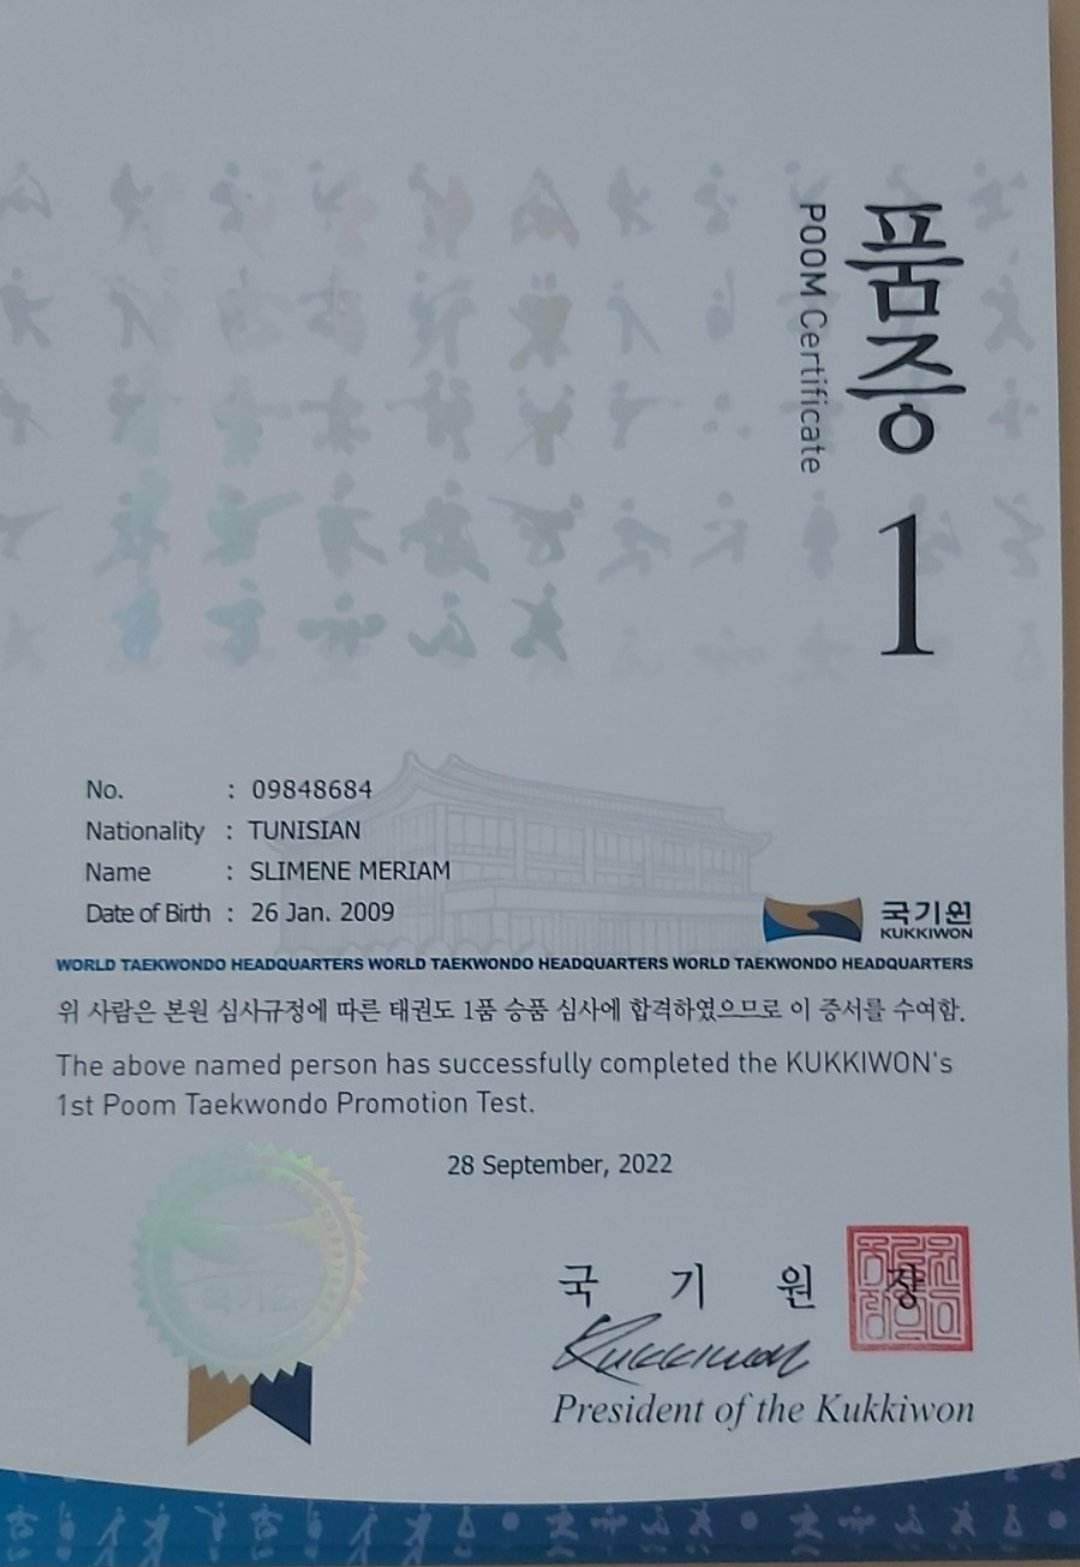 품증 1
POOM Certificate
No. : 09848684
Nationality : TUNISIAN
Name : SLIMENE MERIAM
Date of Birth : 26 Jan. 2009
국기원
KUKKIWON
WORLD TAEKWONDO HEADQUARTERS WORLD TAEKWONDO HEADQUARTERS WORLD TAEKWONDO HEADQUARTERS
위 사람은 본원 심사규정에 따른 태권도 1품 승품 심사에 합격하였으므로 이 증서를 수여함.
The above named person has successfully completed the KUKKIWON's
1st Poom Taekwondo Promotion Test.
28 September, 2022
국 기 원 장
Kukkiwon
President of the Kukkiwon